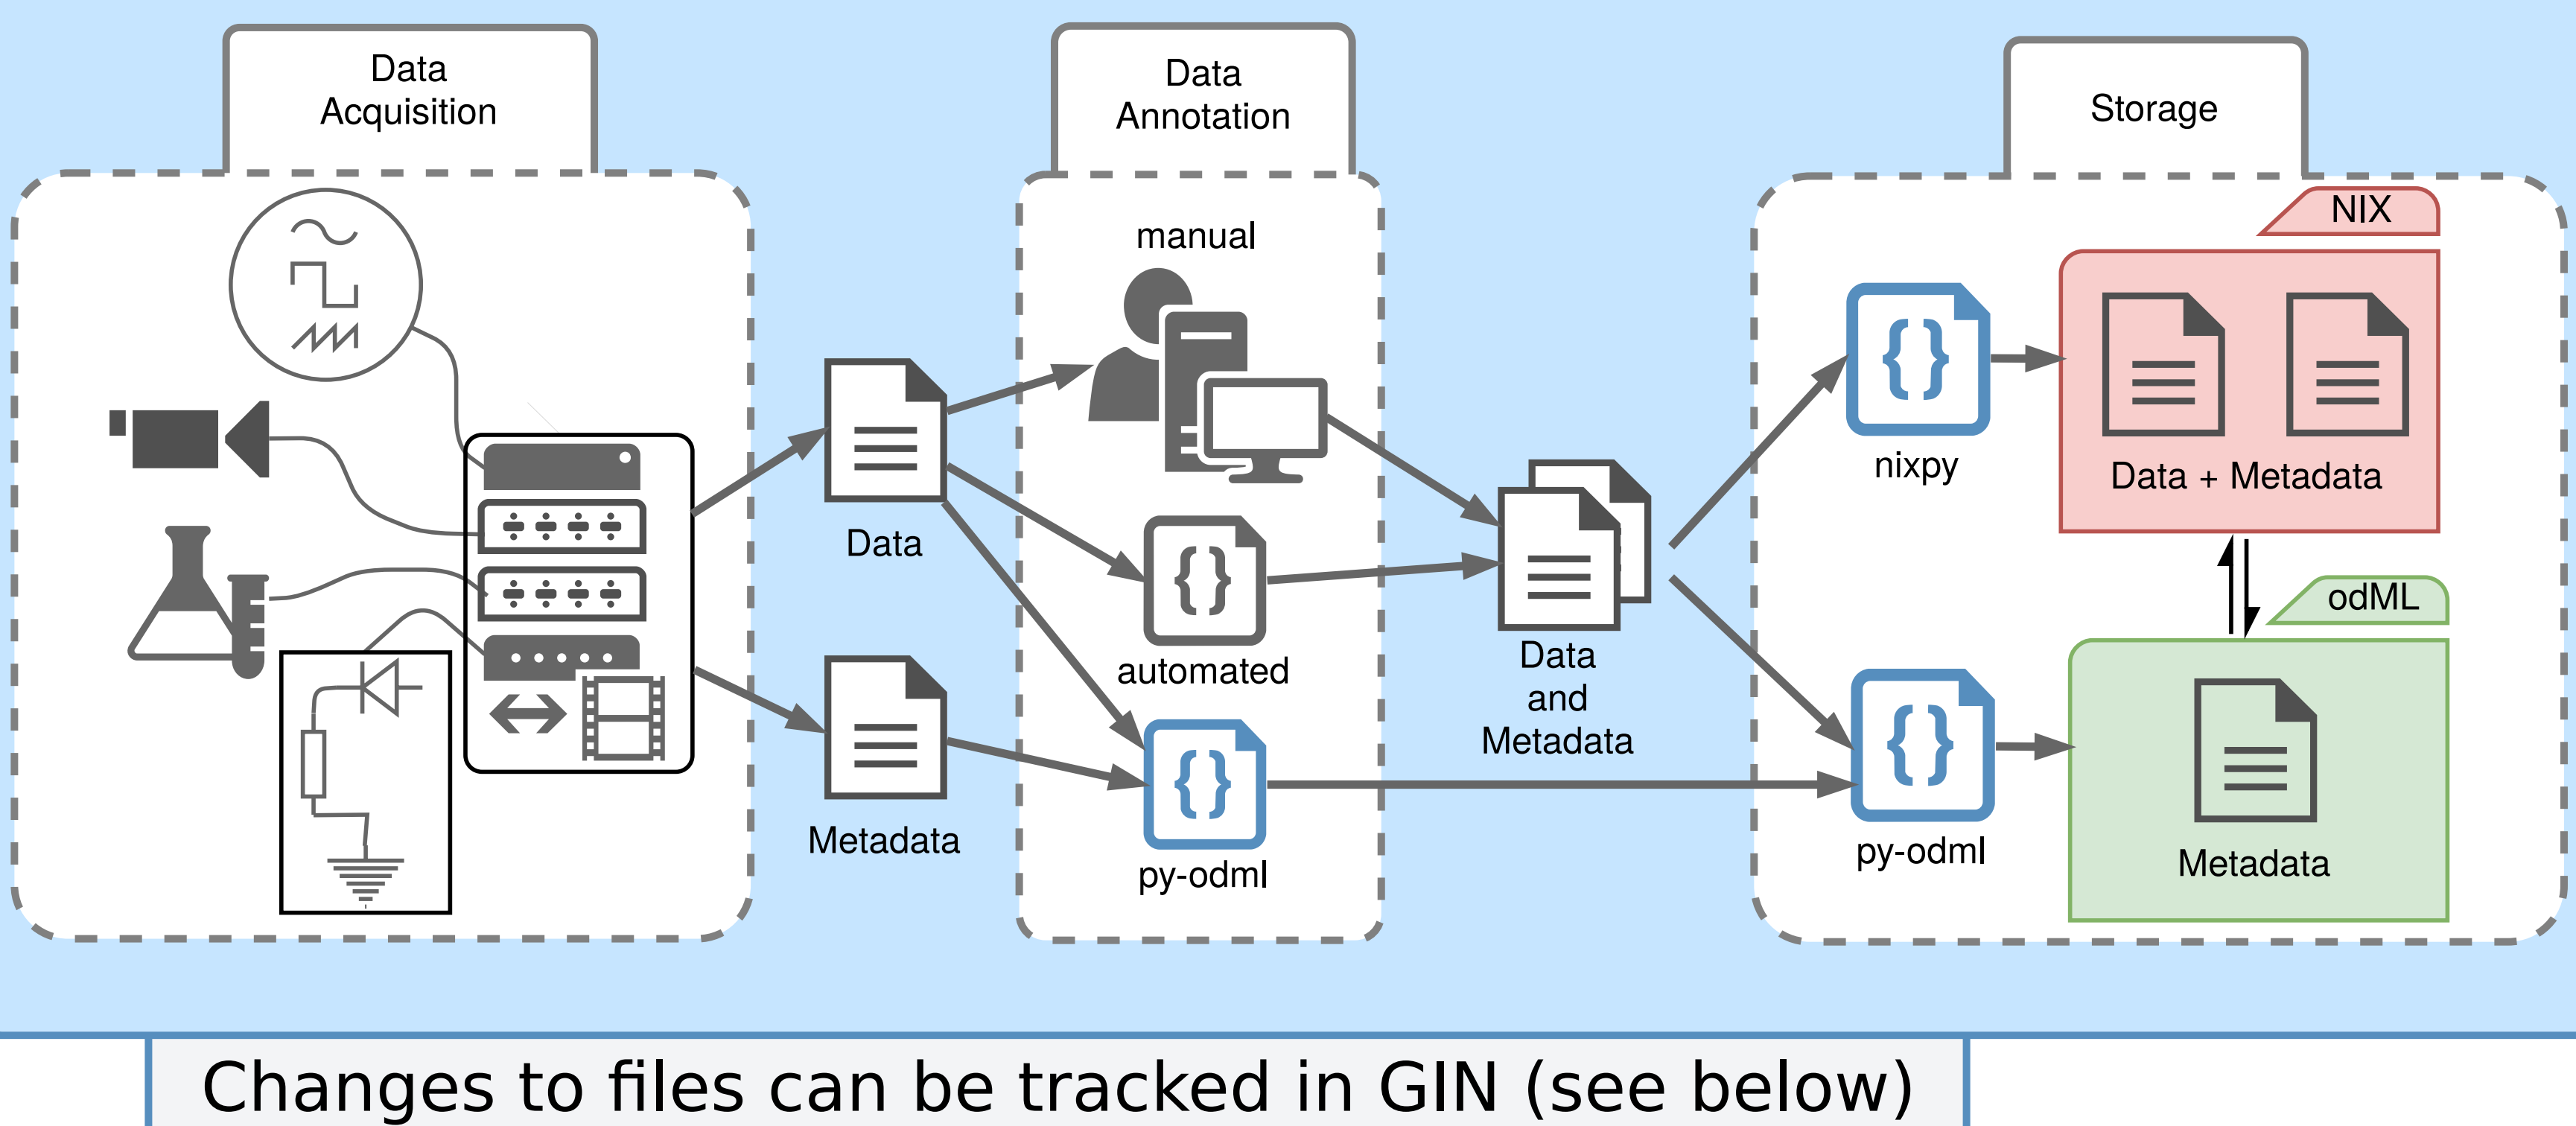 Data
Acquisition
Data
Annotation
Storage
manual
NIX
nixpy
Data + Metadata
Data
automated
odML
Data
and
Metadata
Metadata
py-odml
py-odml
Metadata
Changes to files can be tracked in GIN (see below)